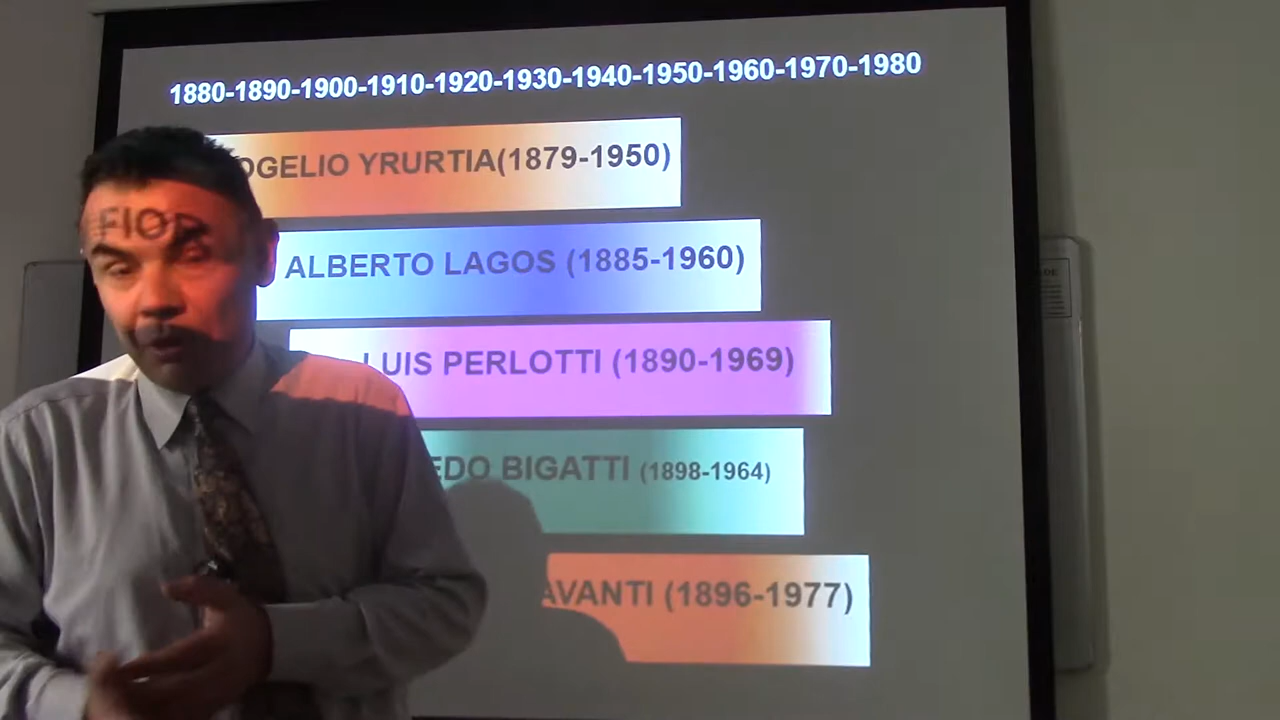 1880-1890-1900-1910-1920-1930-1940-1950-1960-1970-1980
OGELIO YRURTIA(1879-1950)
ALBERTO LAGOS (1885-1960)
LUIS PERLOTTI (1890-1969)
EDO BIGATTI (1898-1964)
FIOR
AVANTI (1896-1977)